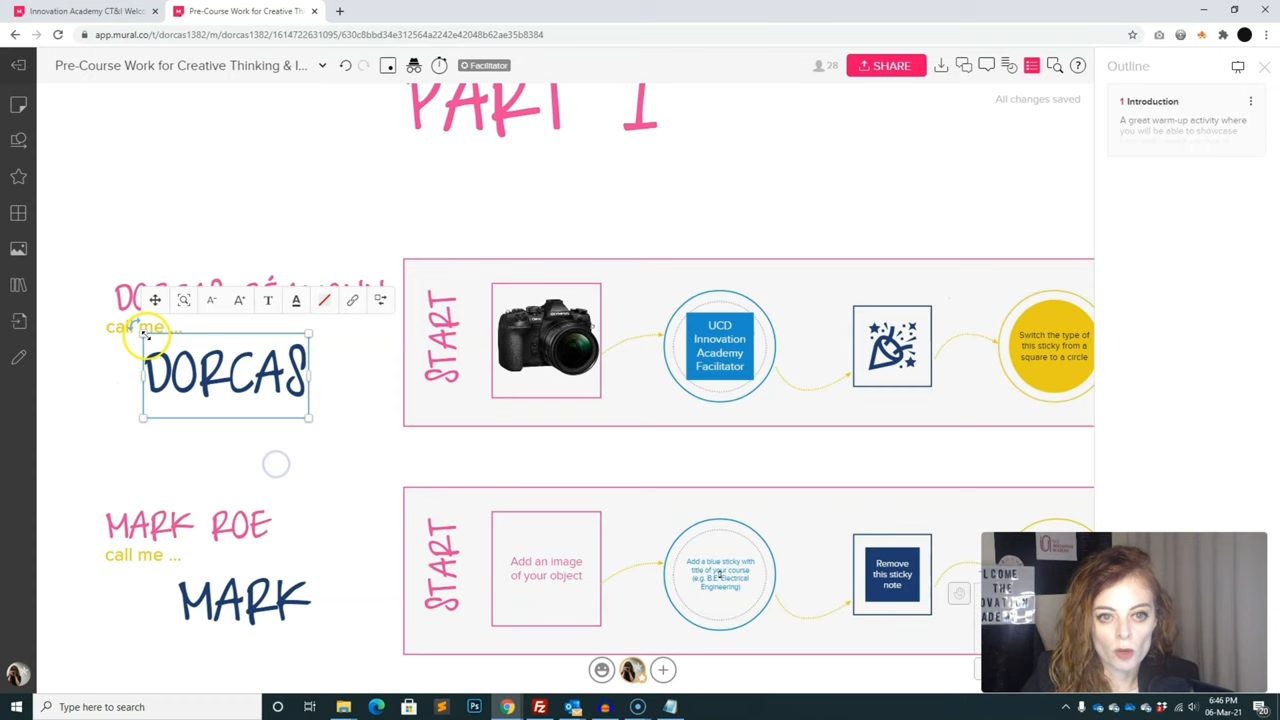 Innovation Academy CT&I Welco
Pre-Course Work for Creative Thinking & I
app.mural.co/t/dorcas1382/m/dorcas1382/1614722631095/630c8bbd34e312564a2242e42048b62ae35b8384
Pre-Course Work for Creative Thinking & I...
Facilitator
28
SHARE
Outline
All changes saved
1 Introduction
A great warm-up activity where
you will be able to showcase
PART 1
call me ...
DORCAS
START
UCD
Innovation
Academy
Facilitator
Switch the type of
this sticky from a
square to a circle
MARK ROE
call me ...
MARK
START
Add an image
of your object
Add a blue sticky with
title of your course
(e.g. B.E. Electrical
Engineering)
Remove
this sticky
note
Type here to search
6:46 PM
06-Mar-21
20